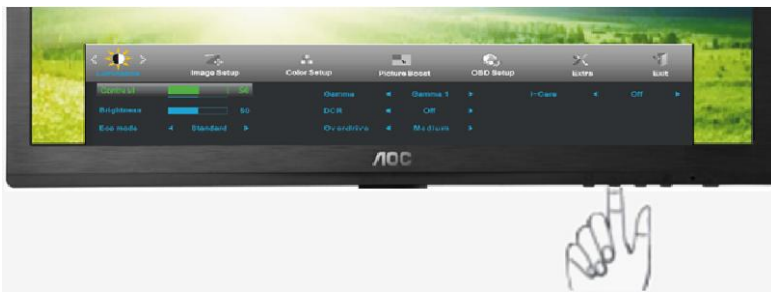 Luminance Image Setup Color Setup Picture Boost OSD Setup Extra Exit
Contrast Gamma Gamma 1 i-Care Off
Brightness 50 DCR Off
Eco mode Standard Overdrive Medium
AOC